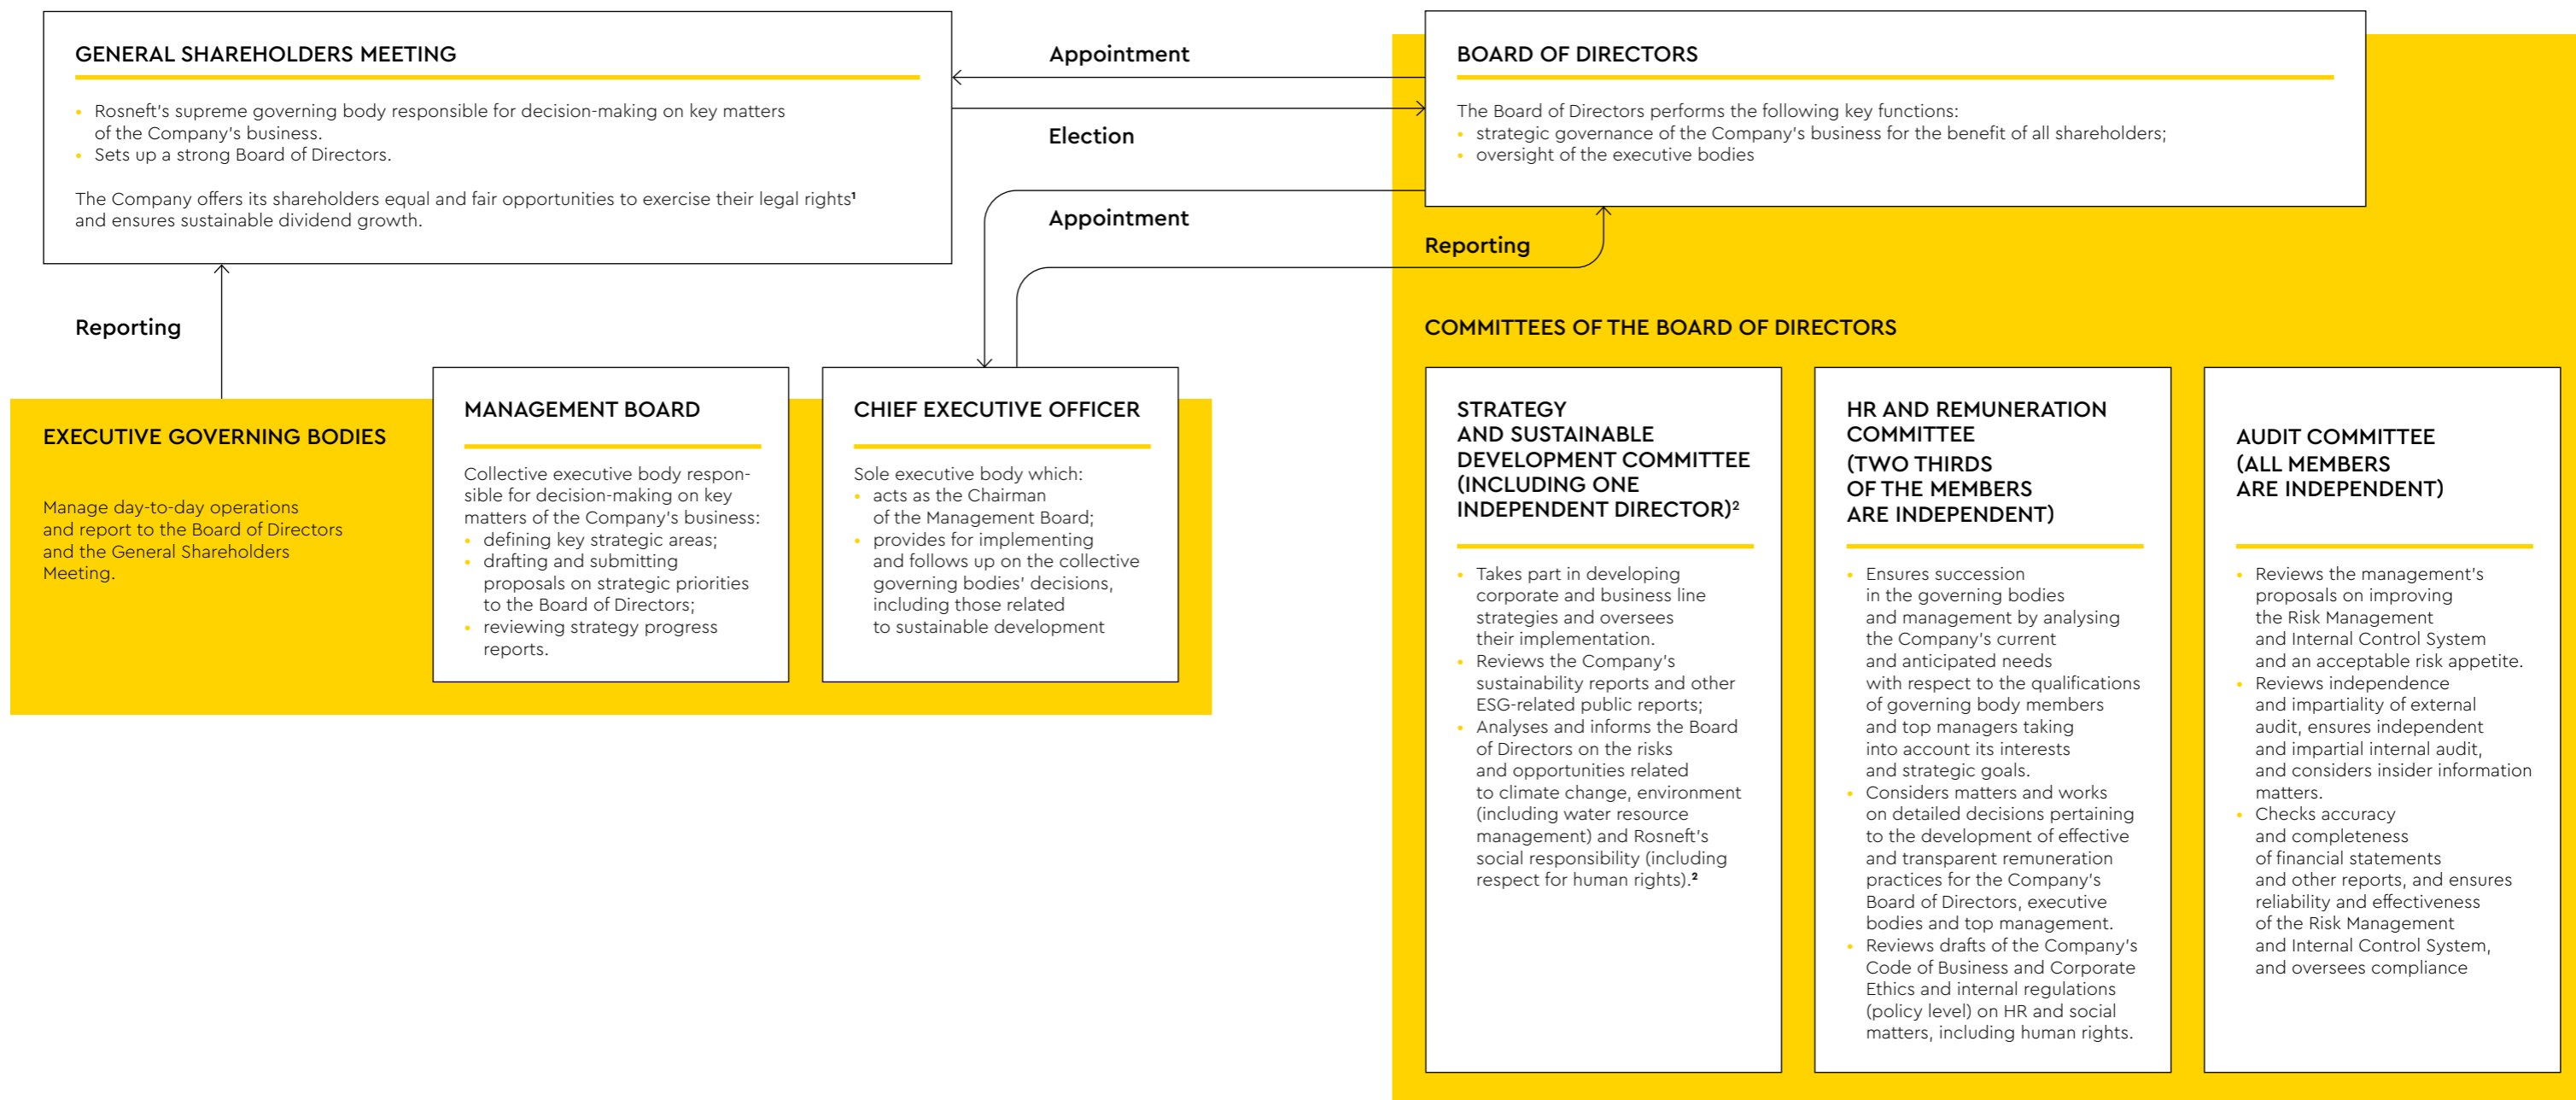 GENERAL SHAREHOLDERS MEETING
• Rosneft's supreme governing body responsible for decision-making on key matters
of the Company's business.
• Sets up a strong Board of Directors.
The Company offers its shareholders equal and fair opportunities to exercise their legal rights¹
and ensures sustainable dividend growth.
Appointment
Election
Appointment
Reporting
BOARD OF DIRECTORS
The Board of Directors performs the following key functions:
• strategic governance of the Company's business for the benefit of all shareholders;
• oversight of the executive bodies
Reporting
EXECUTIVE GOVERNING BODIES
Manage day-to-day operations
and report to the Board of Directors
and the General Shareholders
Meeting.
MANAGEMENT BOARD
Collective executive body respon-
sible for decision-making on key
matters of the Company's business:
• defining key strategic areas;
• drafting and submitting
proposals on strategic priorities
to the Board of Directors;
• reviewing strategy progress
reports.
CHIEF EXECUTIVE OFFICER
Sole executive body which:
• acts as the Chairman
of the Management Board;
• provides for implementing
and follows up on the collective
governing bodies' decisions,
including those related
to sustainable development
COMMITTEES OF THE BOARD OF DIRECTORS
STRATEGY
AND SUSTAINABLE
DEVELOPMENT COMMITTEE
(INCLUDING ONE
INDEPENDENT DIRECTOR)²
• Takes part in developing
corporate and business line
strategies and oversees
their implementation.
• Reviews the Company's
sustainability reports and other
ESG-related public reports;
• Analyses and informs the Board
of Directors on the risks
and opportunities related
to climate change, environment
(including water resource
management) and Rosneft's
social responsibility (including
respect for human rights).²
HR AND REMUNERATION
COMMITTEE
(TWO THIRDS
OF THE MEMBERS
ARE INDEPENDENT)
• Ensures succession
in the governing bodies
and management by analysing
the Company's current
and anticipated needs
with respect to the qualifications
of governing body members
and top managers taking
into account its interests
and strategic goals.
• Considers matters and works
on detailed decisions pertaining
to the development of effective
and transparent remuneration
practices for the Company's
Board of Directors, executive
bodies and top management.
• Reviews drafts of the Company's
Code of Business and Corporate
Ethics and internal regulations
(policy level) on HR and social
matters, including human rights.
AUDIT COMMITTEE
(ALL MEMBERS
ARE INDEPENDENT)
• Reviews the management's
proposals on improving
the Risk Management
and Internal Control System
and an acceptable risk appetite.
• Reviews independence
and impartiality of external
audit, ensures independent
and impartial internal audit,
and considers insider information
matters.
• Checks accuracy
and completeness
of financial statements
and other reports, and ensures
reliability and effectiveness
of the Risk Management
and Internal Control System,
and oversees compliance